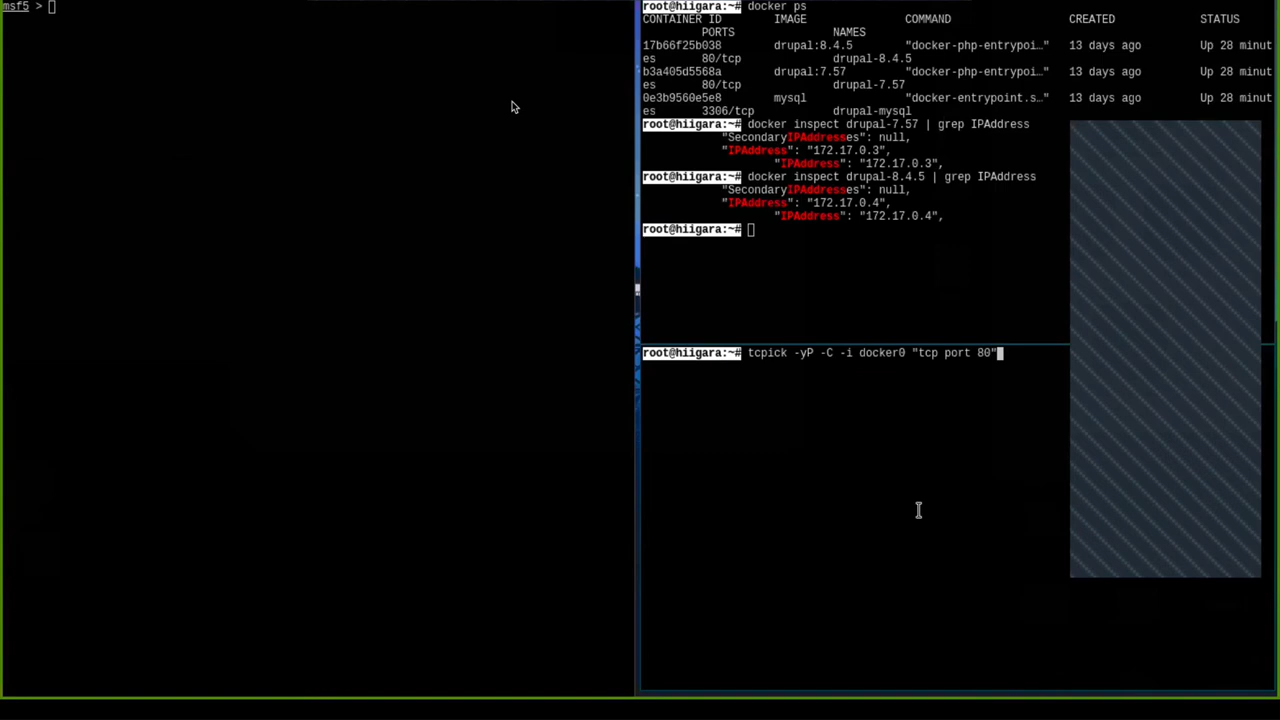 msf5 >
root@hiigara:~# docker ps
CONTAINER ID        IMAGE               COMMAND                  CREATED             STATUS
         PORTS               NAMES
17b66f25b038        drupal:8.4.5        "docker-php-entrypoi…"   13 days ago         Up 28 minut
es       80/tcp              drupal-8.4.5
b3a405d5568a        drupal:7.57         "docker-php-entrypoi…"   13 days ago         Up 28 minut
es       80/tcp              drupal-7.57
0e3b9560e5e8        mysql               "docker-entrypoint.s…"   13 days ago         Up 28 minut
es       3306/tcp            drupal-mysql
root@hiigara:~# docker inspect drupal-7.57 | grep IPAddress
            "SecondaryIPAddresses": null,
            "IPAddress": "172.17.0.3",
                    "IPAddress": "172.17.0.3",
root@hiigara:~# docker inspect drupal-8.4.5 | grep IPAddress
            "SecondaryIPAddresses": null,
            "IPAddress": "172.17.0.4",
                    "IPAddress": "172.17.0.4",
root@hiigara:~#
root@hiigara:~# tcpick -yP -C -i docker0 "tcp port 80"